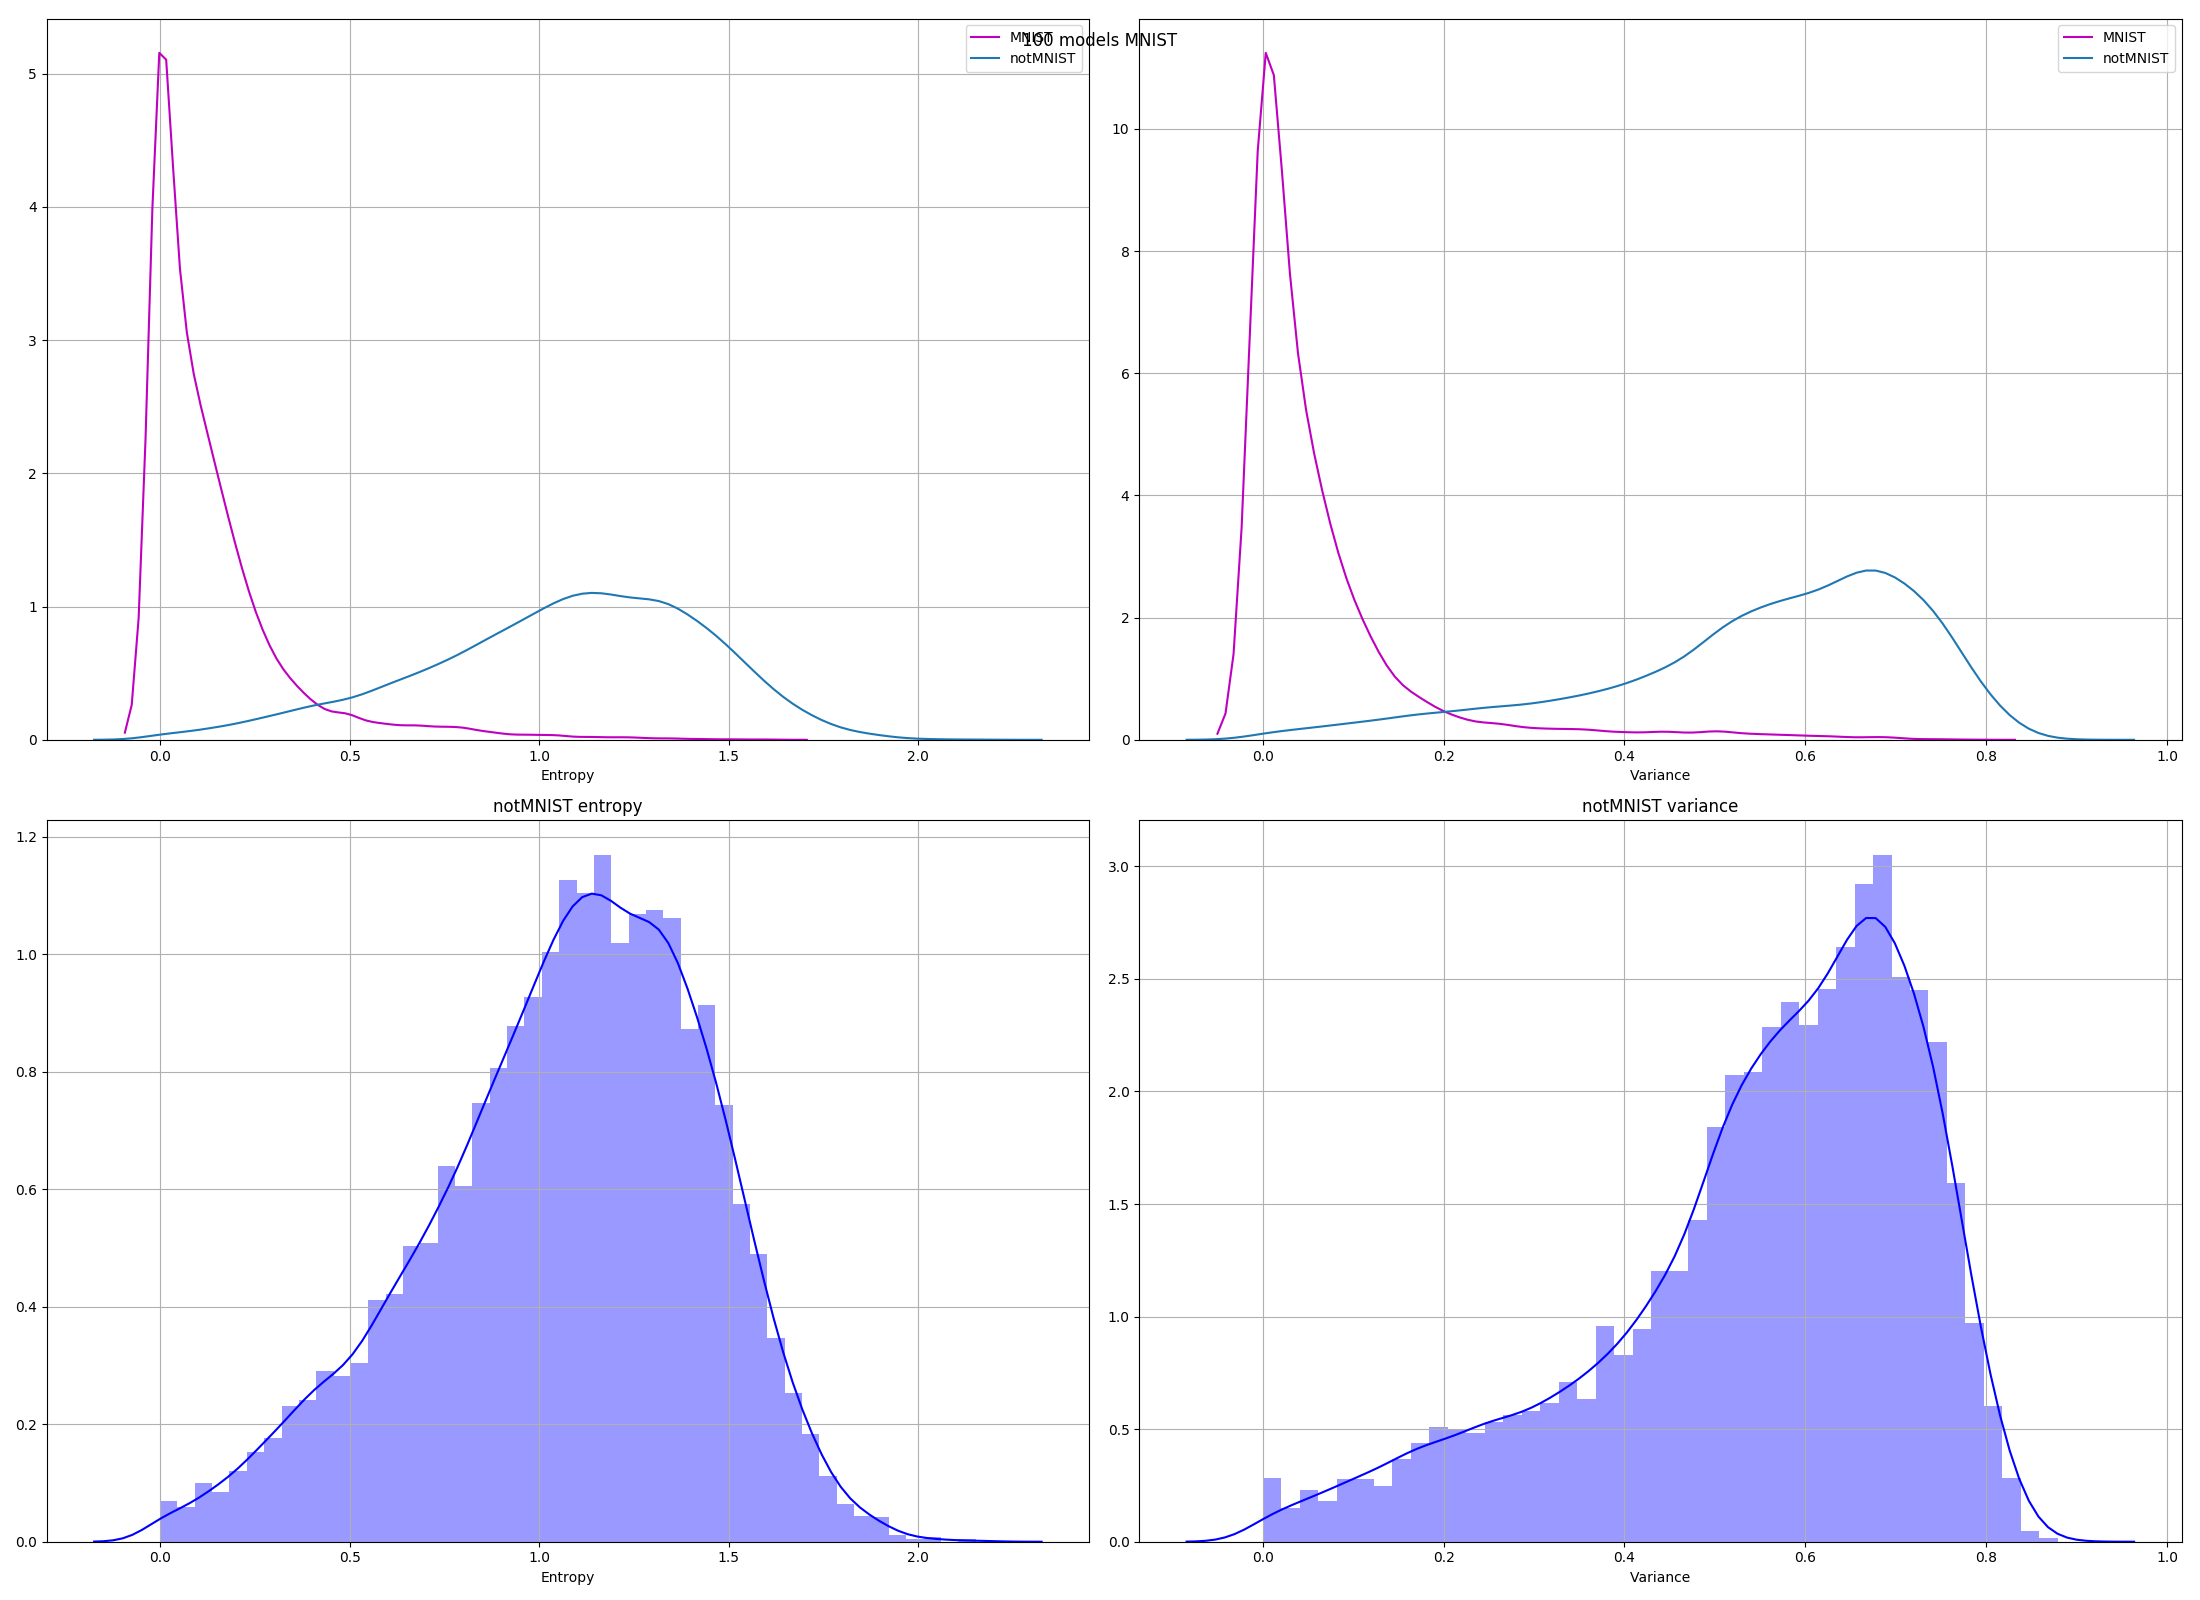 100 models MNIST
MNIST
notMNIST
5
4
3
2
1
0
0.0 0.5 1.0 1.5 2.0
Entropy
MNIST
notMNIST
10
8
6
4
2
0
0.0 0.2 0.4 0.6 0.8 1.0
Variance
notMNIST entropy
1.2
1.0
0.8
0.6
0.4
0.2
0.0
0.0 0.5 1.0 1.5 2.0
Entropy
notMNIST variance
3.0
2.5
2.0
1.5
1.0
0.5
0.0
0.0 0.2 0.4 0.6 0.8 1.0
Variance